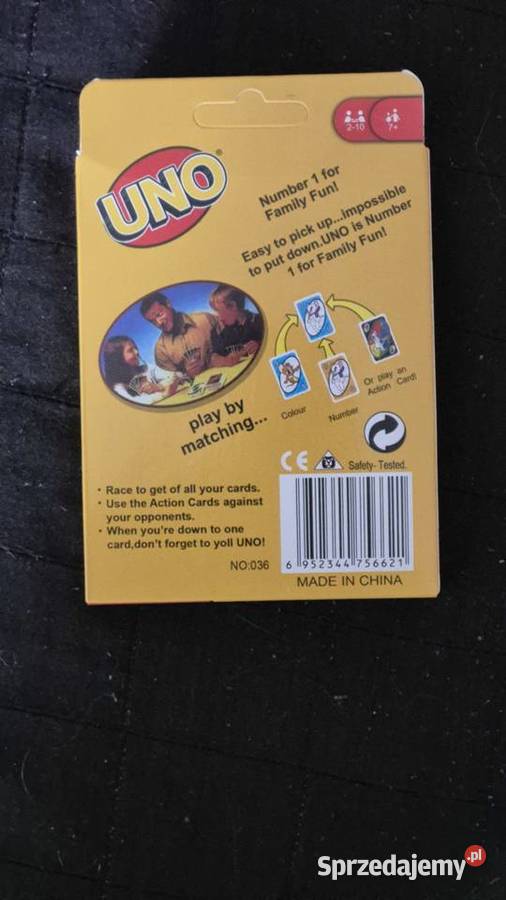 2-10
7+
UNO®
Number 1 for
Family Fun!
Easy to pick up...impossible
to put down.UNO is Number
1 for Family Fun!
play by
matching...
Colour
Number
Or play an
Action Card!
CE
Safety- Tested.
• Race to get of all your cards.
• Use the Action Cards against
your opponents.
• When you're down to one
card,don't forget to yoll UNO!
NO:036
6 952344 756621
MADE IN CHINA
Sprzedajemy.pl